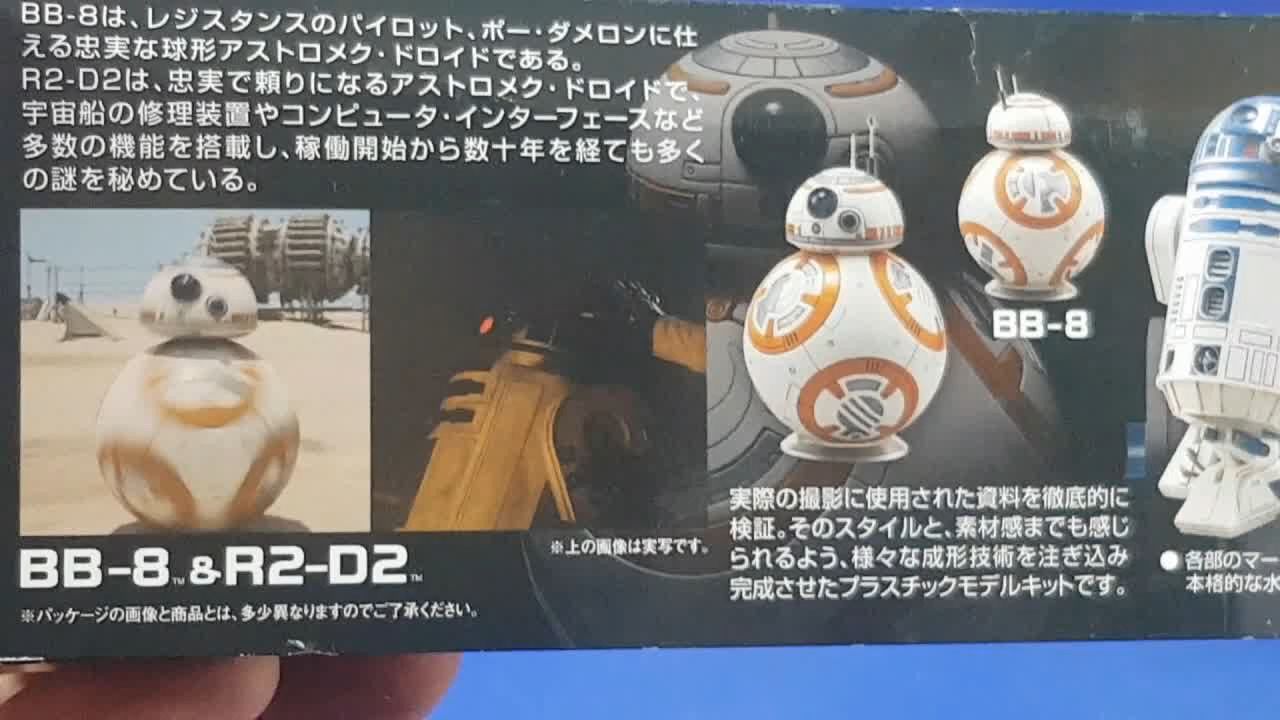 BB-8は、レジスタンスのパイロット、ポー・ダメロンに仕
える忠実な球形アストロメク・ドロイドである。
R2-D2は、忠実で頼りになるアストロメク・ドロイドで、
宇宙船の修理装置やコンピュータ・インターフェースなど
多数の機能を搭載し、稼働開始から数十年を経ても多く
の謎を秘めている。
BB-8
※上の画像は実写です。
BB-8™&R2-D2™
※パッケージの画像と商品とは、多少異なりますのでご了承ください。
実際の撮影に使用された資料を徹底的に
検証。そのスタイルと、素材感までも感じ
られるよう、様々な成形技術を注ぎ込み
完成させたプラスチックモデルキットです。
●各部のマー
本格的な水